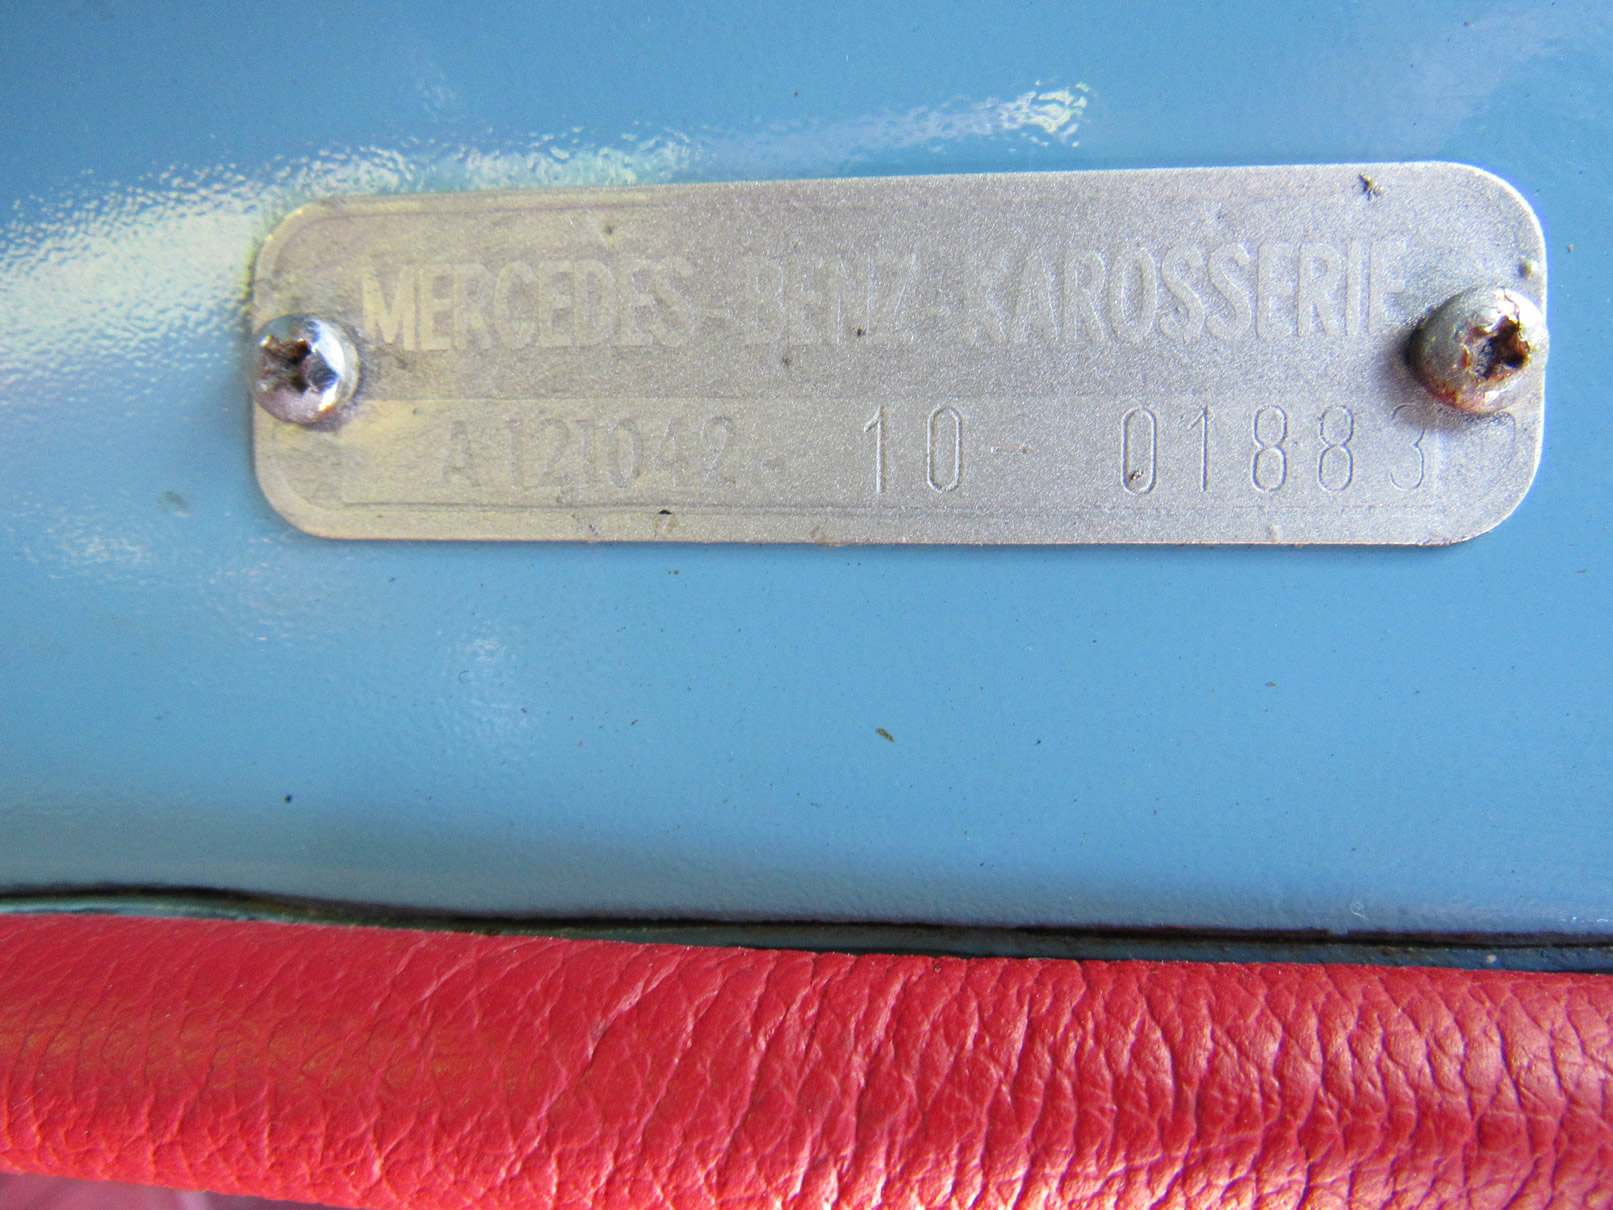 MERCEDES-BENZ-KAROSSERIE
A 121042 10- 01883